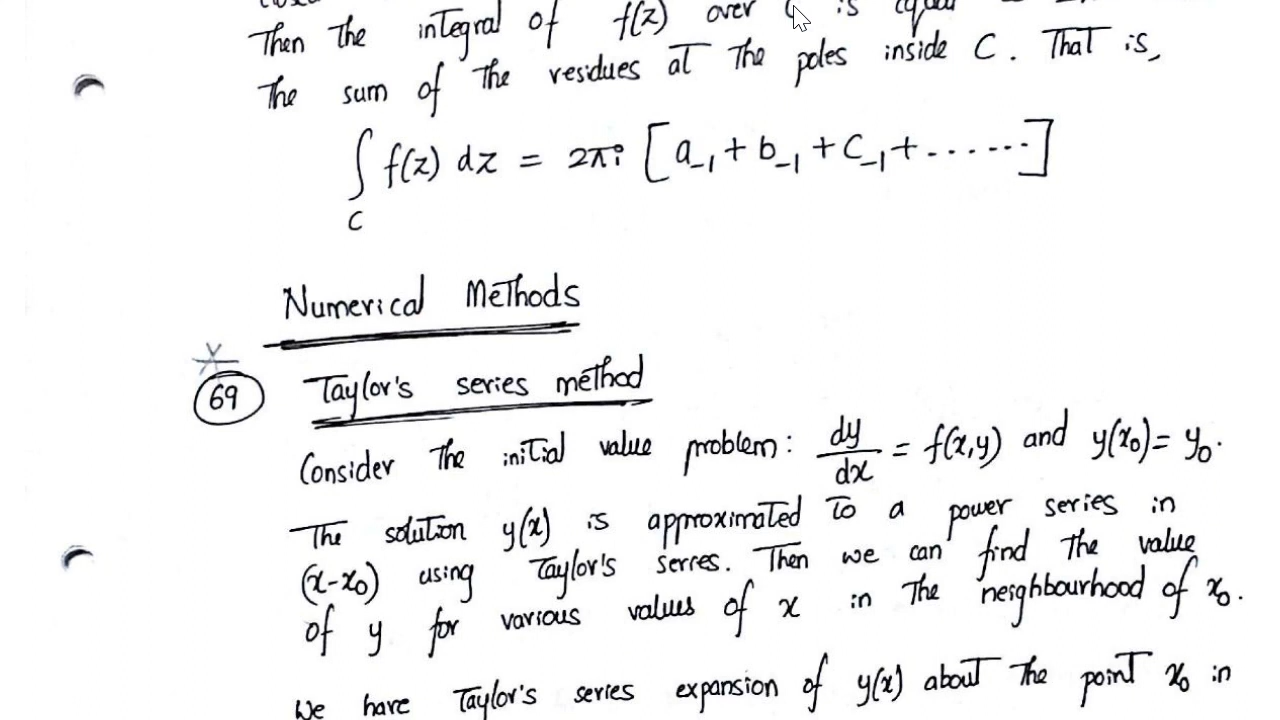 Then the integral of f(z) over C is
the sum of the residues at the poles inside C. That is,
∫ f(z) dz = 2πi [a₋₁ + b₋₁ + c₋₁ + ......]
C
Numerical Methods
69 Taylor's series method
Consider the initial value problem: dy/dx = f(x,y) and y(x₀) = y₀.
The solution y(x) is approximated to a power series in
(x-x₀) using Taylor's serres. Then we can find the value
of y for various values of x in the neighbourhood of x₀.
We have Taylor's series expansion of y(x) about the point x₀ in